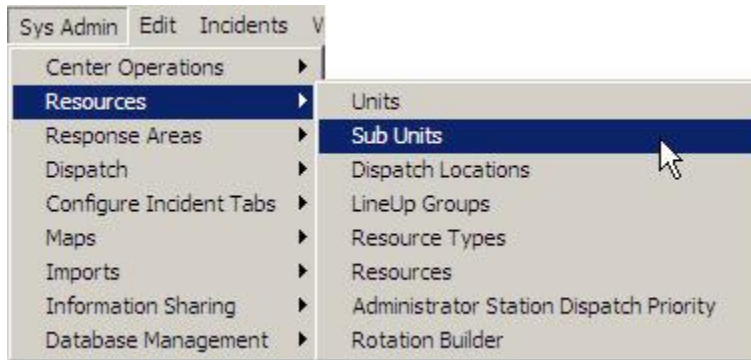 Sys Admin Edit Incidents
Center Operations
Resources
Response Areas
Dispatch
Configure Incident Tabs
Maps
Imports
Information Sharing
Database Management
Units
Sub Units
Dispatch Locations
LineUp Groups
Resource Types
Resources
Administrator Station Dispatch Priority
Rotation Builder